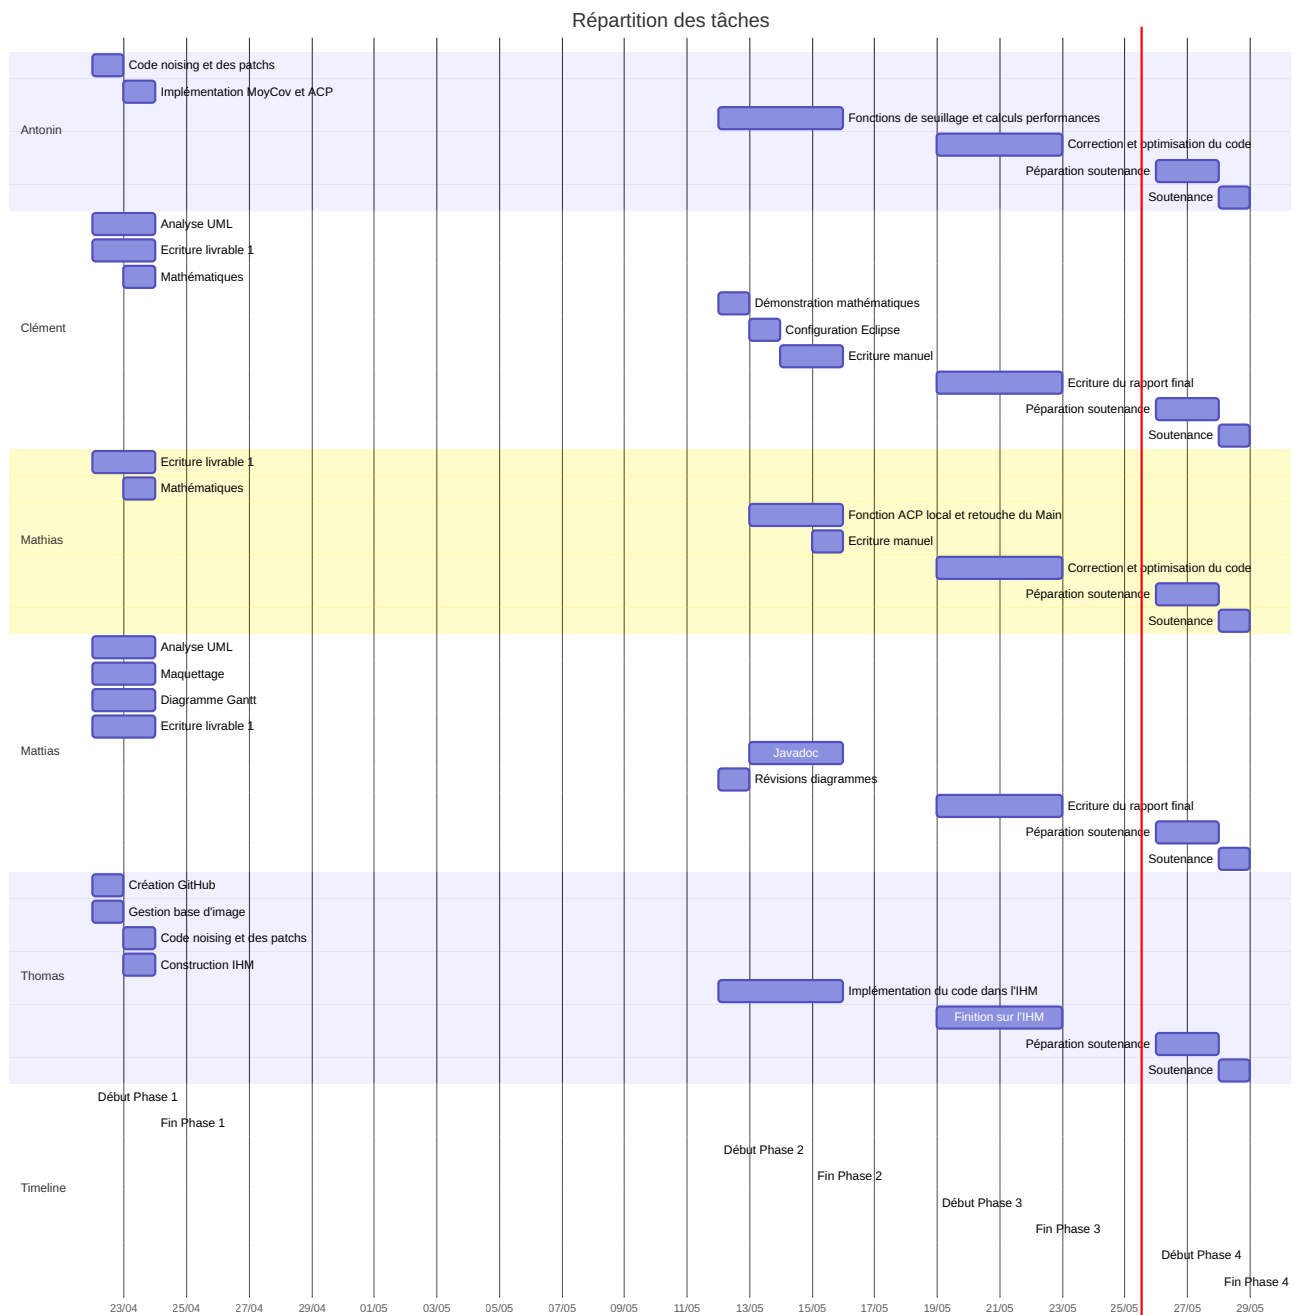 Répartition des tâches
Antonin
Code noising et des patchs
Implémentation MoyCov et ACP
Fonctions de seuillage et calculs performances
Correction et optimisation du code
Péparation soutenance
Soutenance
Clément
Analyse UML
Ecriture livrable 1
Mathématiques
Démonstration mathématiques
Configuration Eclipse
Ecriture manuel
Ecriture du rapport final
Péparation soutenance
Soutenance
Mathias
Ecriture livrable 1
Mathématiques
Fonction ACP local et retouche du Main
Ecriture manuel
Correction et optimisation du code
Péparation soutenance
Soutenance
Mattias
Analyse UML
Maquettage
Diagramme Gantt
Ecriture livrable 1
Javadoc
Révisions diagrammes
Ecriture du rapport final
Péparation soutenance
Soutenance
Thomas
Création GitHub
Gestion base d'image
Code noising et des patchs
Construction IHM
Implémentation du code dans l'IHM
Finition sur l'IHM
Péparation soutenance
Soutenance
Timeline
Début Phase 1
Fin Phase 1
Début Phase 2
Fin Phase 2
Début Phase 3
Fin Phase 3
Début Phase 4
Fin Phase 4
23/04 25/04 27/04 29/04 01/05 03/05 05/05 07/05 09/05 11/05 13/05 15/05 17/05 19/05 21/05 23/05 25/05 27/05 29/05